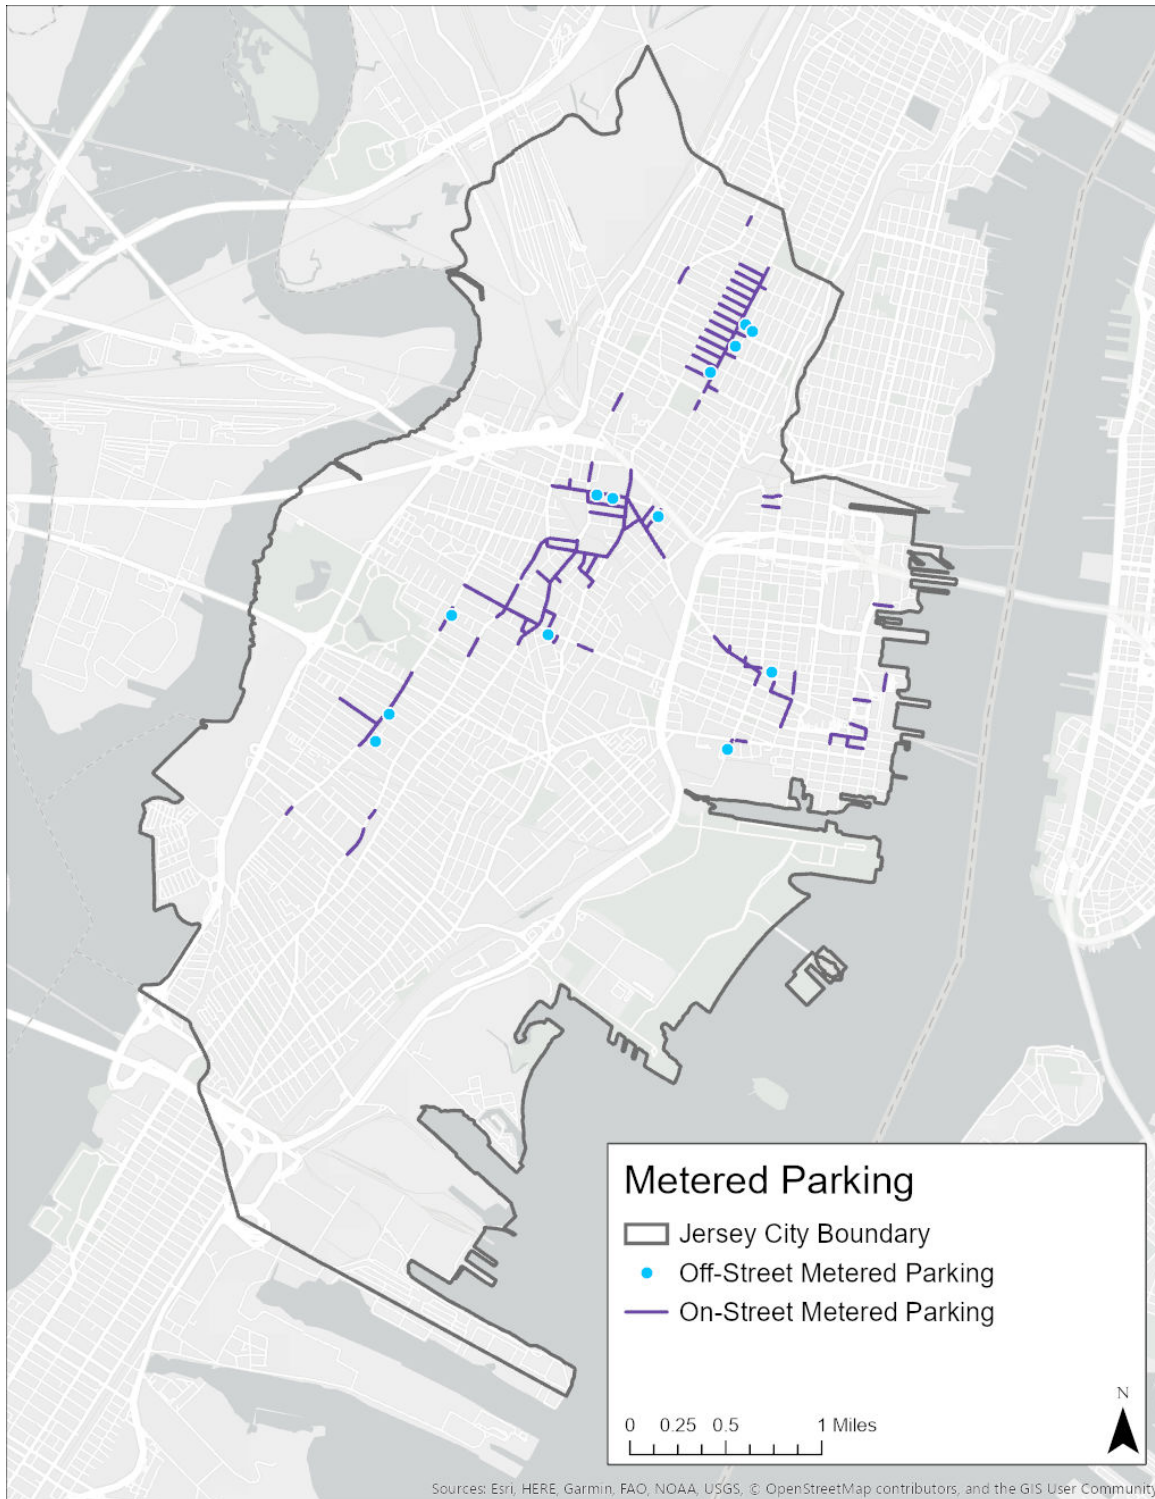 Metered Parking
Jersey City Boundary
Off-Street Metered Parking
On-Street Metered Parking
N
0 0.25 0.5 1 Miles
Sources: Esri, HERE, Garmin, FAO, NOAA, USGS, © OpenStreetMap contributors, and the GIS User Community